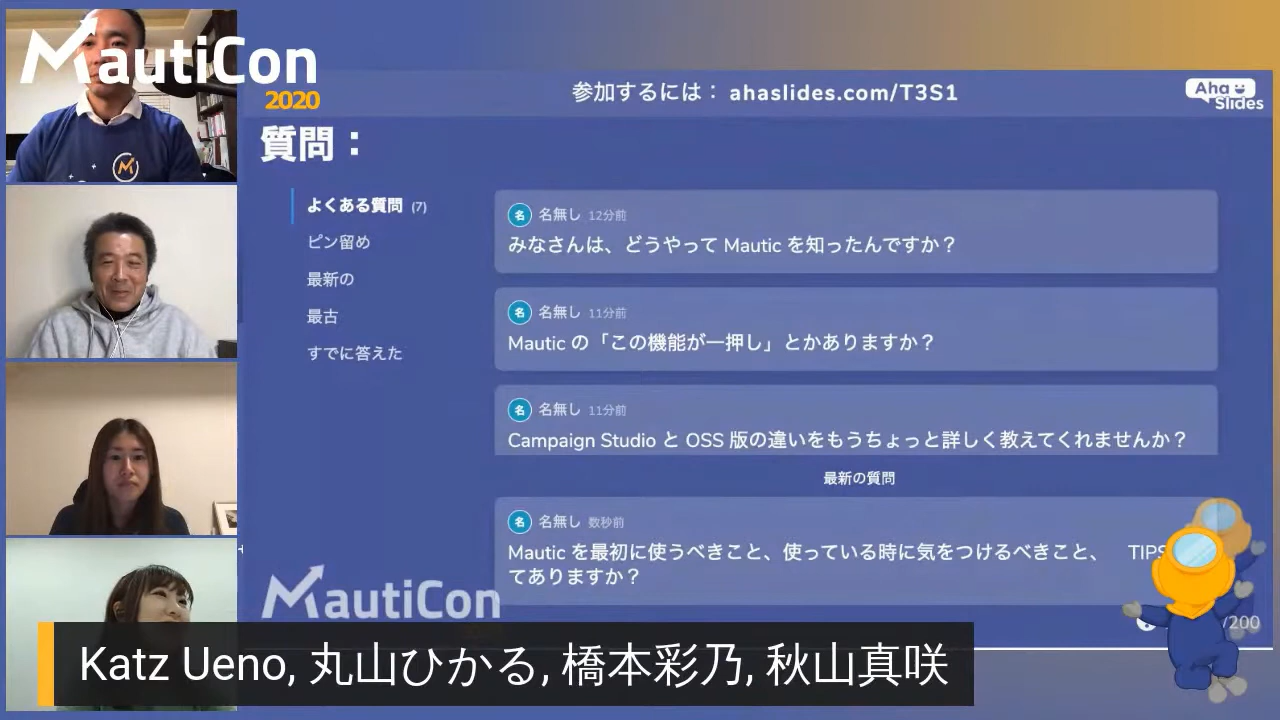 MautiCon
2020
参加するには： ahaslides.com/T3S1
Aha Slides
質問：
よくある質問 (7)
ピン留め
最新の
最古
すでに答えた
名 名無し 12分前
みなさんは、どうやって Mautic を知ったんですか？
名 名無し 11分前
Mautic の「この機能が一押し」とかありますか？
名 名無し 11分前
Campaign Studio と OSS 版の違いをもうちょっと詳しく教えてくれませんか？
最新の質問
名 名無し 数秒前
Mautic を最初に使うべきこと、使っている時に気をつけるべきこと、 TIPS
てありますか？
MautiCon
/200
Katz Ueno, 丸山ひかる, 橋本彩乃, 秋山真咲